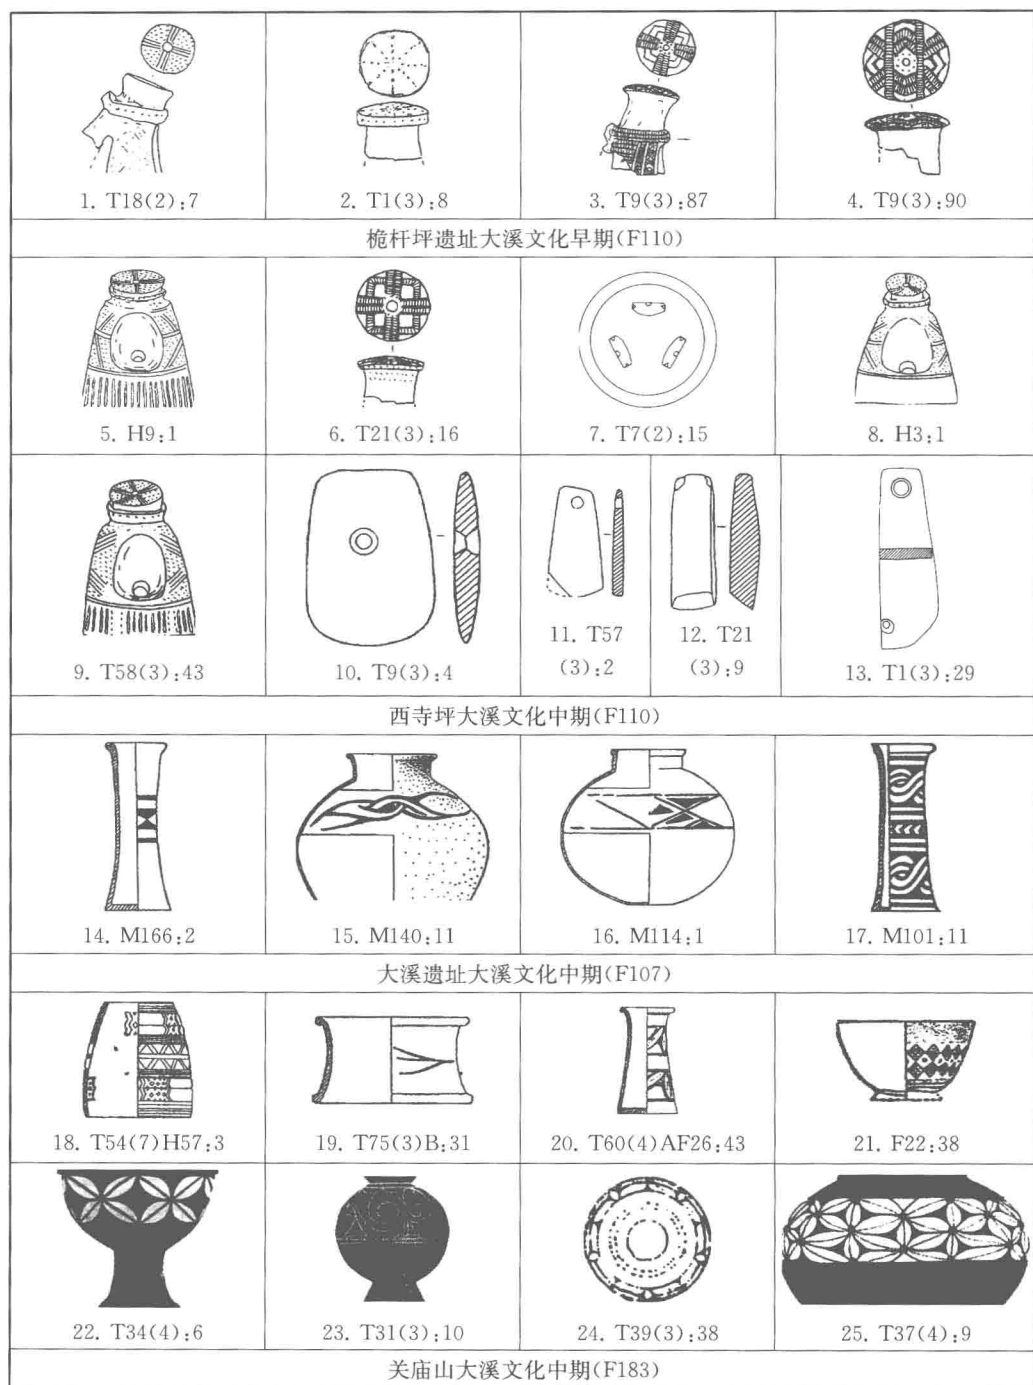 1. T18(2):7
2. T1(3):8
3. T9(3):87
4. T9(3):90
桅杆坪遗址大溪文化早期(F110)
5. H9:1
6. T21(3):16
7. T7(2):15
8. H3:1
9. T58(3):43
10. T9(3):4
11. T57
(3):2
12. T21
(3):9
13. T1(3):29
西寺坪大溪文化中期(F110)
14. M166:2
15. M140:11
16. M114:1
17. M101:11
大溪遗址大溪文化中期(F107)
18. T54(7)H57:3
19. T75(3)B:31
20. T60(4)AF26:43
21. F22:38
22. T34(4):6
23. T31(3):10
24. T39(3):38
25. T37(4):9
关庙山大溪文化中期(F183)